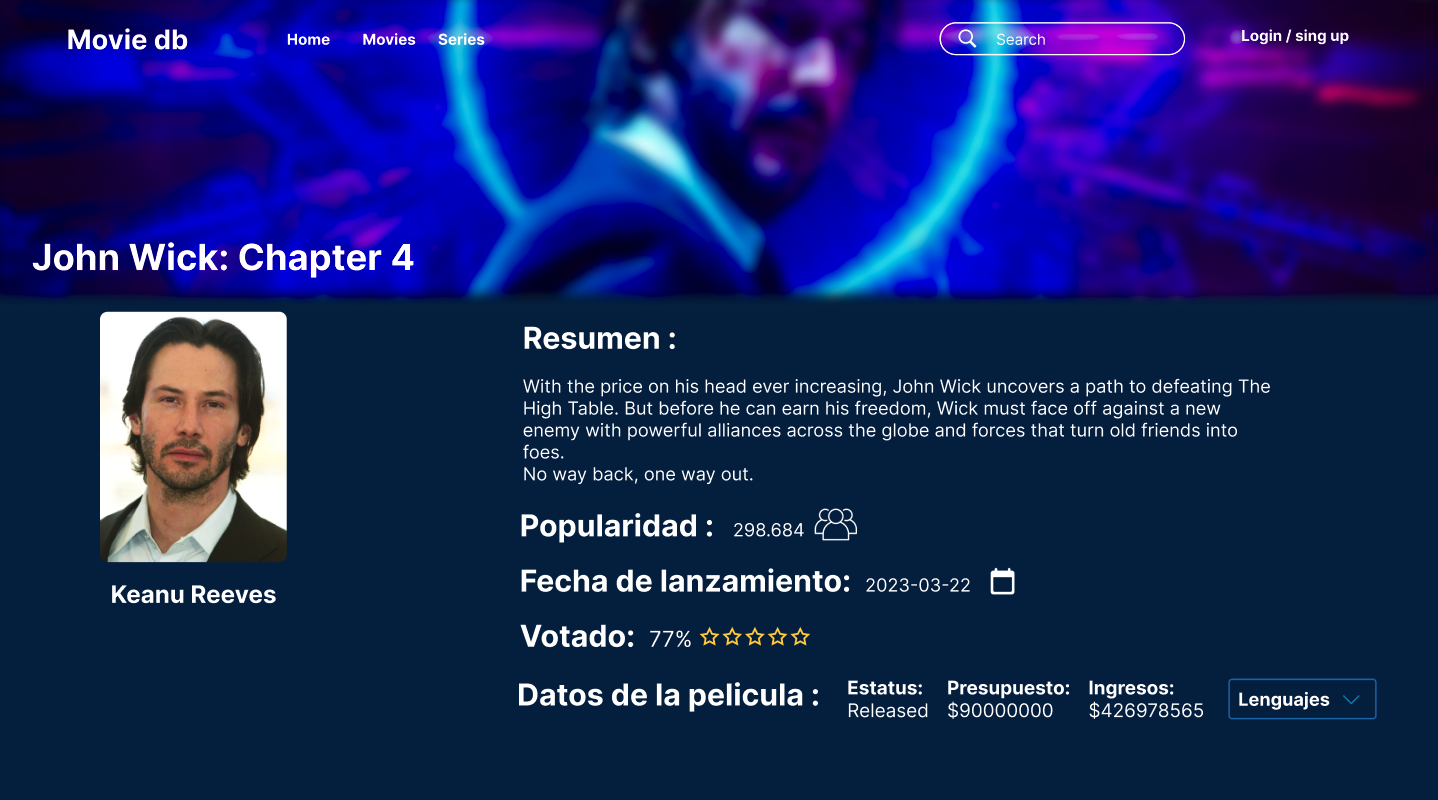 Movie db
Home
Movies
Series
Search
Login / sing up
John Wick: Chapter 4
Keanu Reeves
Resumen :
With the price on his head ever increasing, John Wick uncovers a path to defeating The
High Table. But before he can earn his freedom, Wick must face off against a new
enemy with powerful alliances across the globe and forces that turn old friends into
foes.
No way back, one way out.
Popularidad : 298.684
Fecha de lanzamiento: 2023-03-22
Votado: 77%
Datos de la pelicula :
Estatus:
Released
Presupuesto:
$90000000
Ingresos:
$426978565
Lenguajes